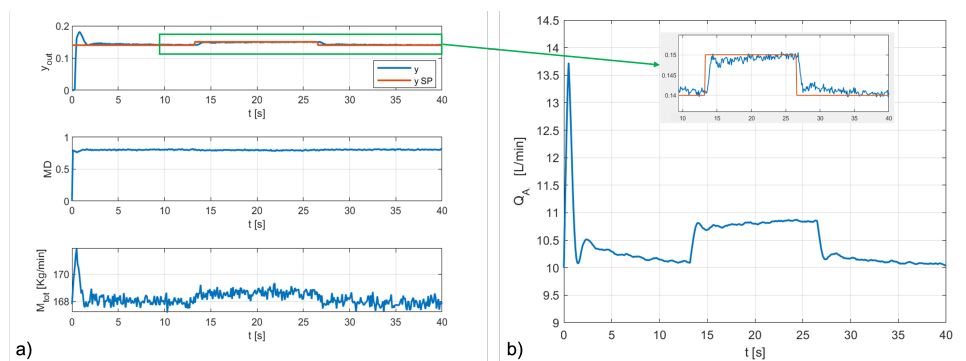 0.2
0.1
0
y_out
y
y SP
0 5 10 15 20 25 30 35 40
t [s]
1
0.5
0
MD
0 5 10 15 20 25 30 35 40
t [s]
170
168
M_tot [Kg/min]
0 5 10 15 20 25 30 35 40
t [s]
a)
14.5
14
13.5
13
12.5
12
11.5
11
10.5
10
9.5
9
Q_A [L/min]
0.15
0.145
0.14
10 15 20 25 30 35 40
0 5 10 15 20 25 30 35 40
t [s]
b)